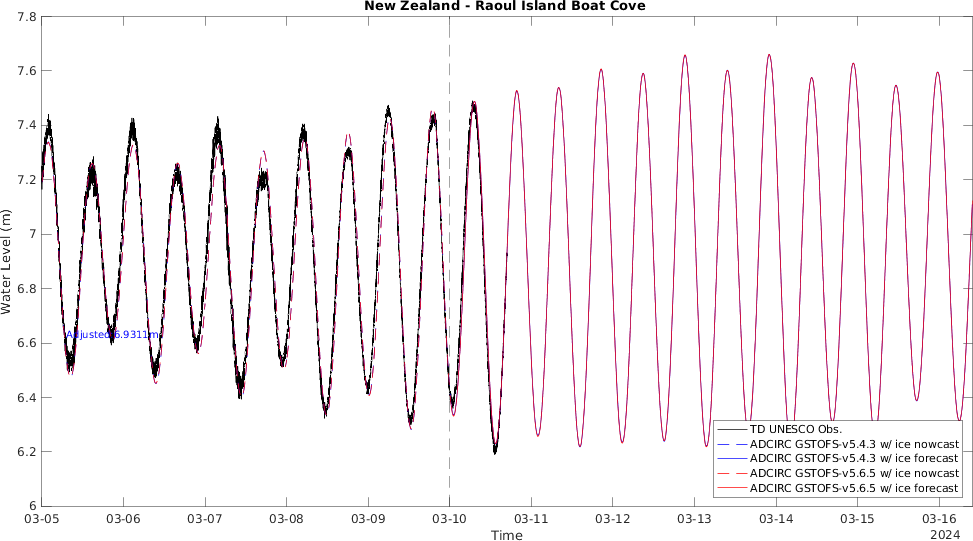 New Zealand - Raoul Island Boat Cove
7.8
7.6
7.4
7.2
7
6.8
6.6
6.4
6.2
6
Water Level (m)
Adjusted 6.9311m
TD UNESCO Obs.
ADCIRC GSTOFS-v5.4.3 w/ ice nowcast
ADCIRC GSTOFS-v5.4.3 w/ ice forecast
ADCIRC GSTOFS-v5.6.5 w/ ice nowcast
ADCIRC GSTOFS-v5.6.5 w/ ice forecast
03-05 03-06 03-07 03-08 03-09 03-10 03-11 03-12 03-13 03-14 03-15 03-16
Time
2024